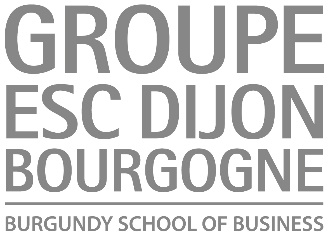 GROUPE
ESC DIJON
BOURGOGNE
BURGUNDY SCHOOL OF BUSINESS